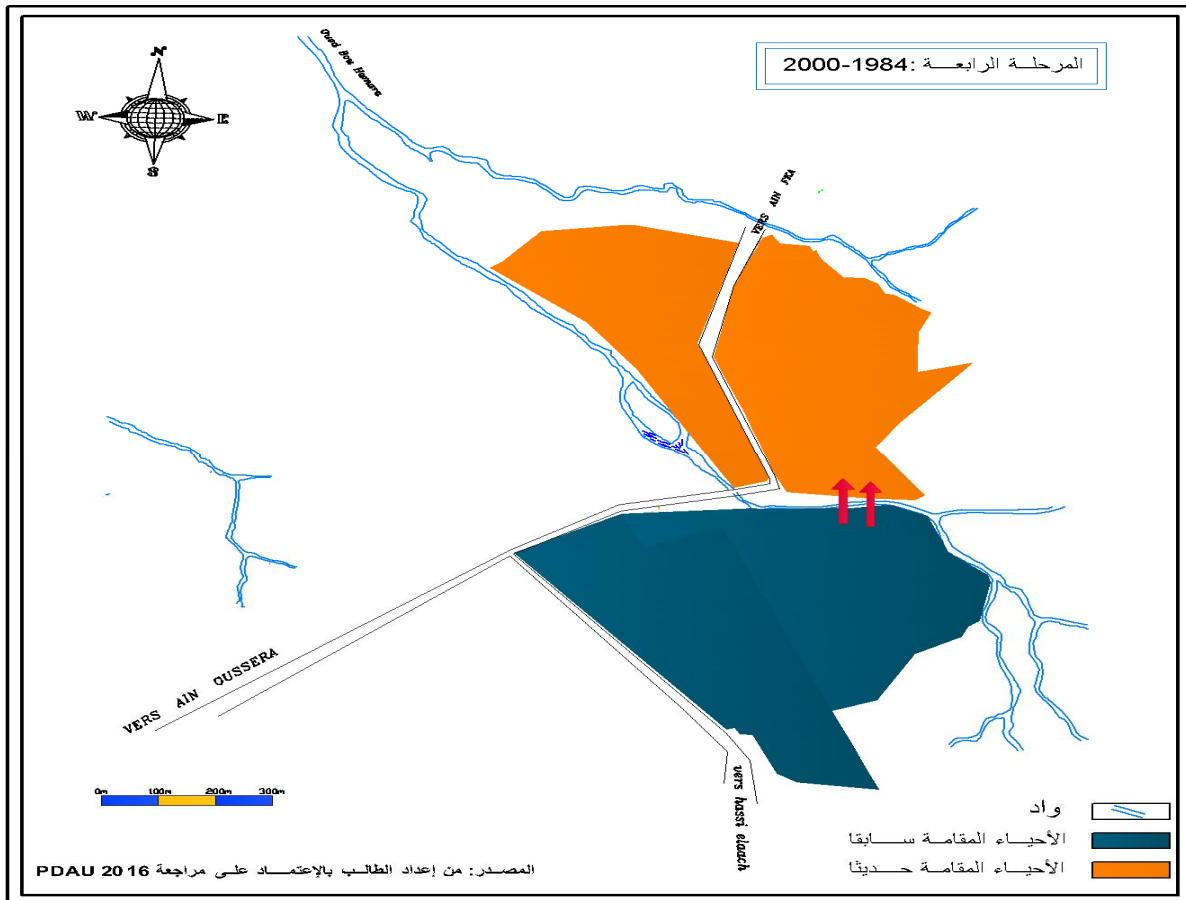 المرحلة الرابعة :1984-2000
N
W
E
S
Oued Bou Hamara
VERS AIN FKA
VERS AIN OUSSERA
vers hassi elaach
0m 100m 200m 300m
واد
الأحياء المقامة سابقا
الأحياء المقامة حديثا
المصدر: من إعداد الطالب بالإعتماد على مراجعة PDAU 2016